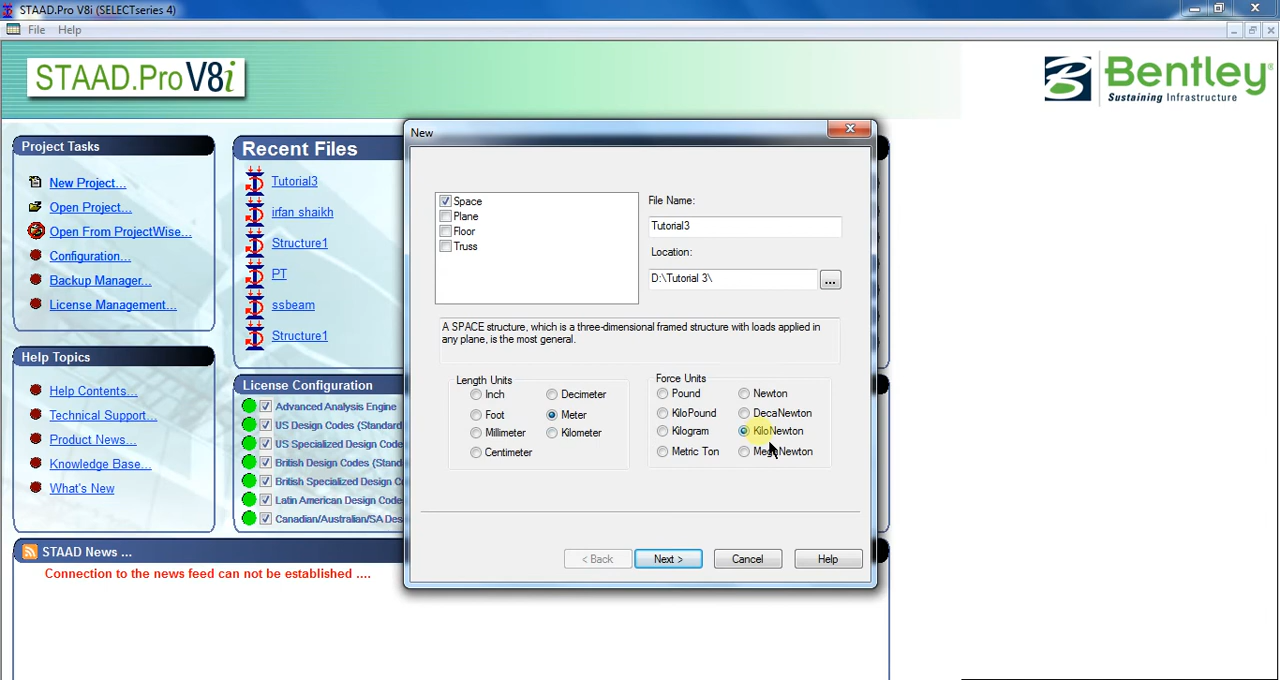 STAAD.Pro V8i (SELECTseries 4)
File Help
STAAD.Pro V8i
Bentley®
Sustaining Infrastructure
Project Tasks
New Project...
Open Project...
Open From ProjectWise...
Configuration...
Backup Manager...
License Management...
Help Topics
Help Contents...
Technical Support...
Product News...
Knowledge Base...
What's New
Recent Files
Tutorial3
irfan shaikh
Structure1
PT
ssbeam
Structure1
License Configuration
Advanced Analysis Engine
US Design Codes (Standard
US Specialized Design Code
British Design Codes (Stand
British Specialized Design C
Latin American Design Code
Canadian/Australian/SA Des
STAAD News ...
Connection to the news feed can not be established ....
New
Space
Plane
Floor
Truss
File Name:
Tutorial3
Location:
D:\Tutorial 3\
...
A SPACE structure, which is a three-dimensional framed structure with loads applied in
any plane, is the most general.
Length Units
Inch Decimeter
Foot Meter
Millimeter Kilometer
Centimeter
Force Units
Pound Newton
KiloPound DecaNewton
Kilogram KiloNewton
Metric Ton MegaNewton
< Back Next > Cancel Help